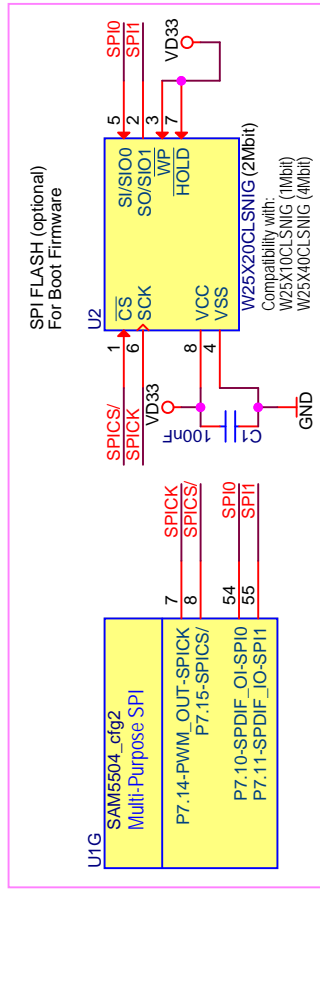 SPI FLASH (optional)
For Boot Firmware
U1G
SAM5504_cfg2
Multi-Purpose SPI
P7.14-PWM_OUT-SPICK
P7.15-SPICS/
P7.10-SPDIF_OI-SPI0
P7.11-SPDIF_IO-SPI1
7
8
54
55
SPICK
SPICS/
SPI0
SPI1
SPICS/
SPICK
VD33
100nF
C1
GND
1
6
8
4
U2
CS
SCK
VCC
VSS
SI/SIO0
SO/SIO1
WP
HOLD
5
2
3
7
SPI0
SPI1
VD33
W25X20CLSNIG (2Mbit)
Compatibility with:
W25X10CLSNIG (1Mbit)
W25X40CLSNIG (4Mbit)